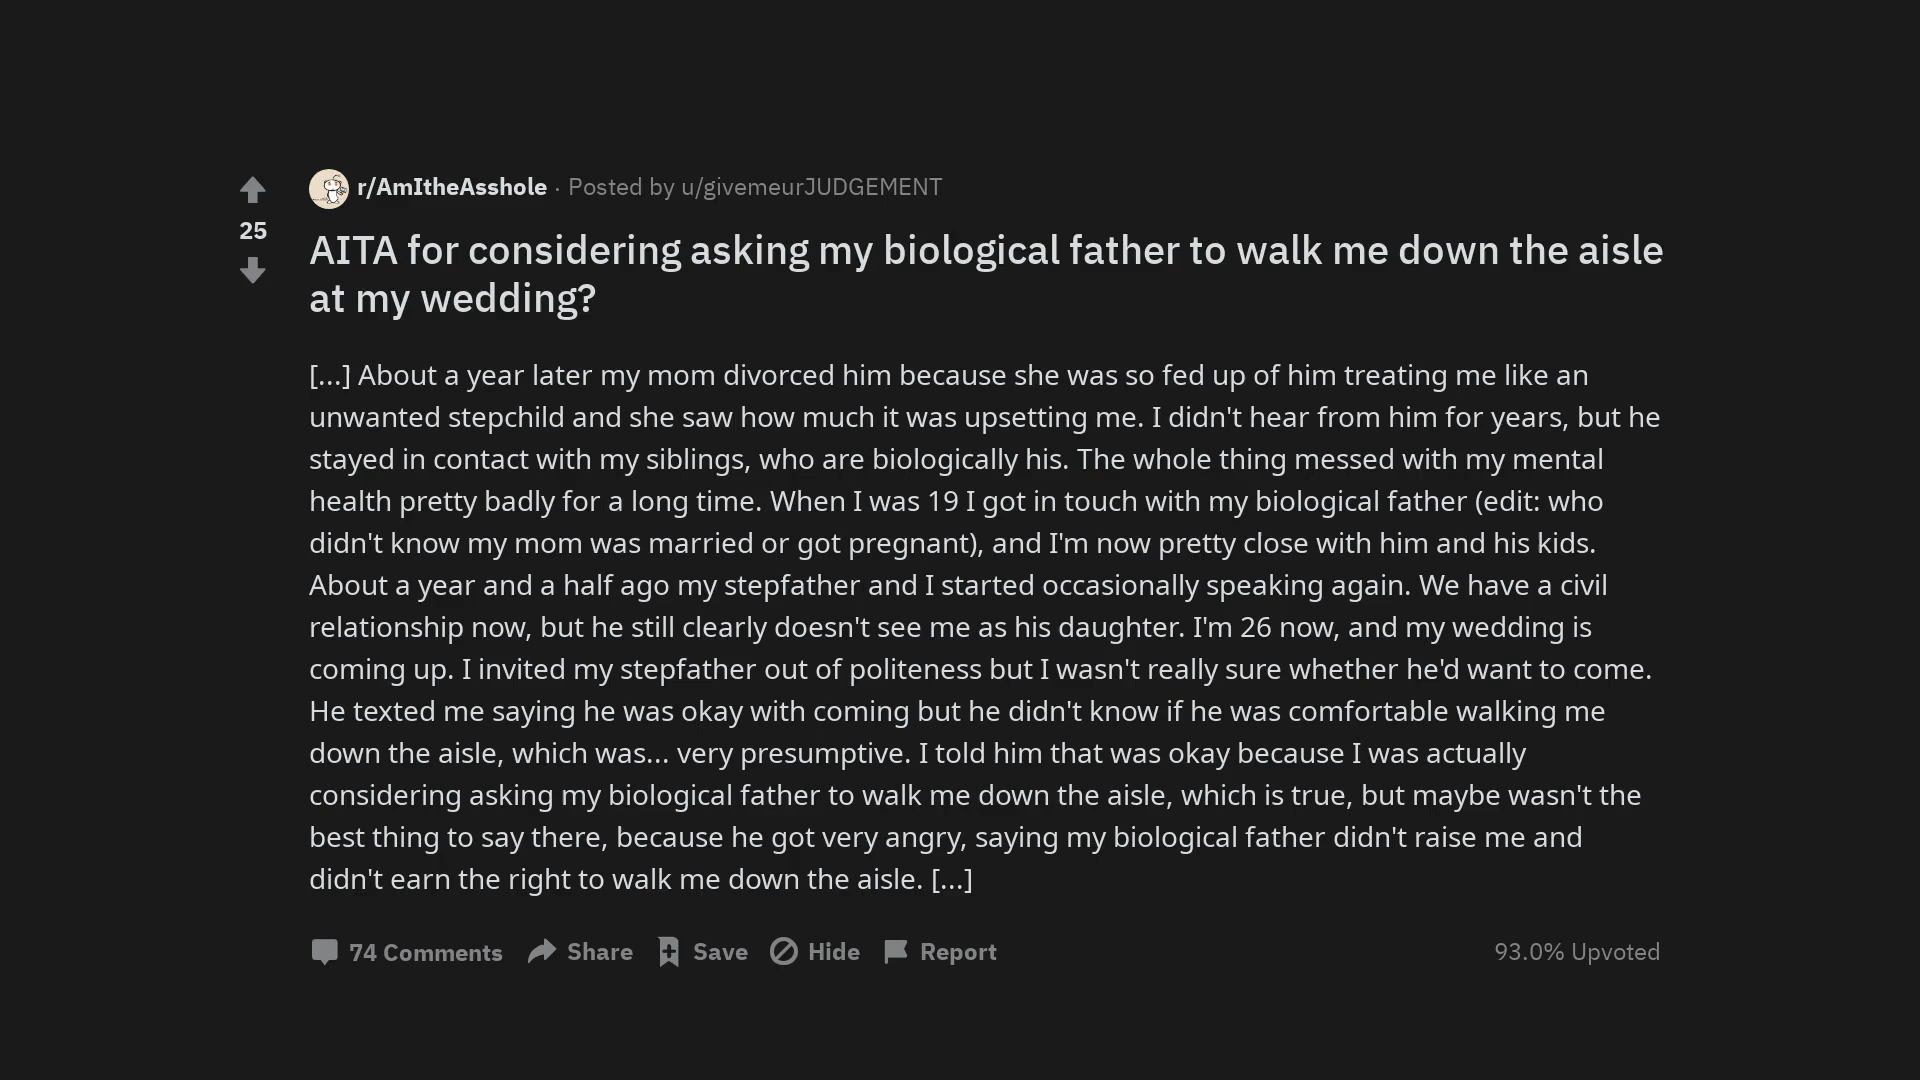 r/AmItheAsshole · Posted by u/givemeurJUDGEMENT
25
AITA for considering asking my biological father to walk me down the aisle
at my wedding?
[...] About a year later my mom divorced him because she was so fed up of him treating me like an
unwanted stepchild and she saw how much it was upsetting me. I didn't hear from him for years, but he
stayed in contact with my siblings, who are biologically his. The whole thing messed with my mental
health pretty badly for a long time. When I was 19 I got in touch with my biological father (edit: who
didn't know my mom was married or got pregnant), and I'm now pretty close with him and his kids.
About a year and a half ago my stepfather and I started occasionally speaking again. We have a civil
relationship now, but he still clearly doesn't see me as his daughter. I'm 26 now, and my wedding is
coming up. I invited my stepfather out of politeness but I wasn't really sure whether he'd want to come.
He texted me saying he was okay with coming but he didn't know if he was comfortable walking me
down the aisle, which was... very presumptive. I told him that was okay because I was actually
considering asking my biological father to walk me down the aisle, which is true, but maybe wasn't the
best thing to say there, because he got very angry, saying my biological father didn't raise me and
didn't earn the right to walk me down the aisle. [...]
74 Comments Share Save Hide Report 93.0% Upvoted